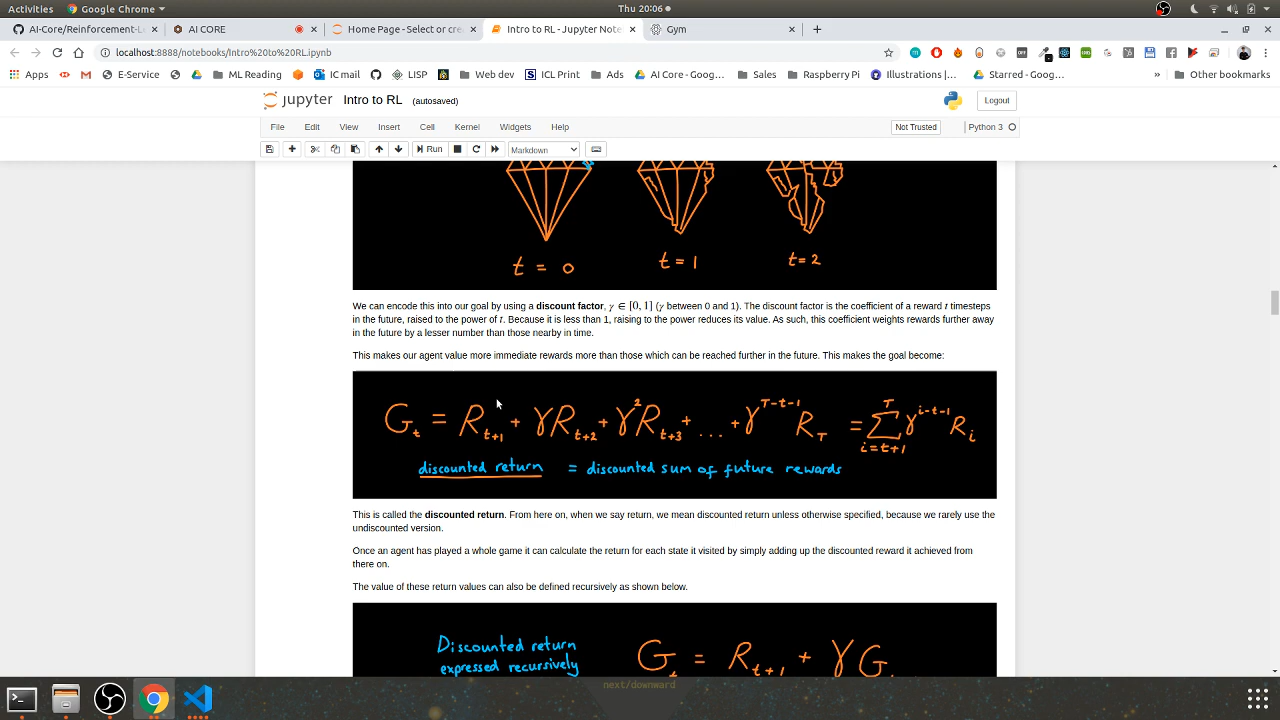 Activities Google Chrome Thu 20:06
AI-Core/Reinforcement-Le AI CORE Home Page - Select or cre Intro to RL - Jupyter Note Gym
localhost:8888/notebooks/Intro%20to%20RL.ipynb
Apps E-Service ML Reading IC mail LISP Web dev ICL Print Ads AI Core - Goog... Sales Raspberry Pi Illustrations |... Starred - Goog... » Other bookmarks
jupyter Intro to RL (autosaved) Logout
File Edit View Insert Cell Kernel Widgets Help Not Trusted Python 3
Run Markdown
t = 0 t = 1 t = 2
We can encode this into our goal by using a discount factor, γ ∈ [0, 1] (γ between 0 and 1). The discount factor is the coefficient of a reward t timesteps
in the future, raised to the power of t. Because it is less than 1, raising to the power reduces its value. As such, this coefficient weights rewards further away
in the future by a lesser number than those nearby in time.
This makes our agent value more immediate rewards more than those which can be reached further in the future. This makes the goal become:
G_t = R_{t+1} + γR_{t+2} + γ^2 R_{t+3} + ... + γ^{T-t-1} R_T = Σ_{i=t+1}^{T} γ^{i-t-1} R_i
discounted return = discounted sum of future rewards
This is called the discounted return. From here on, when we say return, we mean discounted return unless otherwise specified, because we rarely use the
undiscounted version.
Once an agent has played a whole game it can calculate the return for each state it visited by simply adding up the discounted reward it achieved from
there on.
The value of these return values can also be defined recursively as shown below.
Discounted return
expressed recursively
G_t = R_{t+1} + γG
next/downward